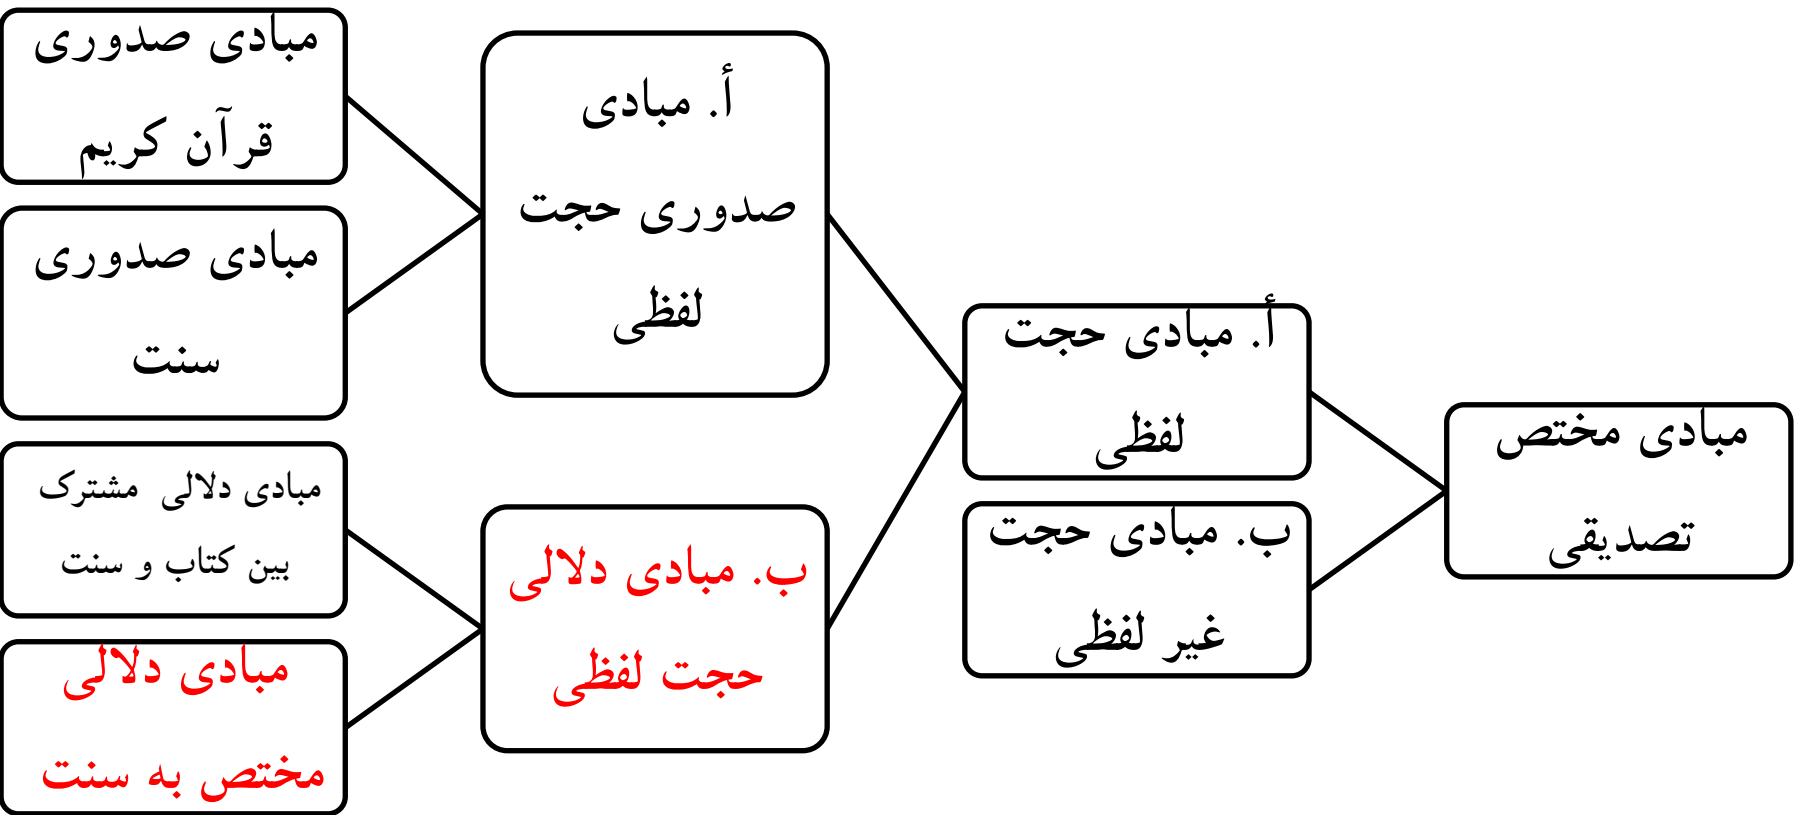 مبادی مختص
تصدیقی
أ. مبادی حجت
لفظی
ب. مبادی حجت
غیر لفظی
أ. مبادی
صدوری حجت
لفظی
ب. مبادی دلالی
حجت لفظی
مبادی صدوری
قرآن کریم
مبادی صدوری
سنت
مبادی دلالی مشترک
بین کتاب و سنت
مبادی دلالی
مختص به سنت